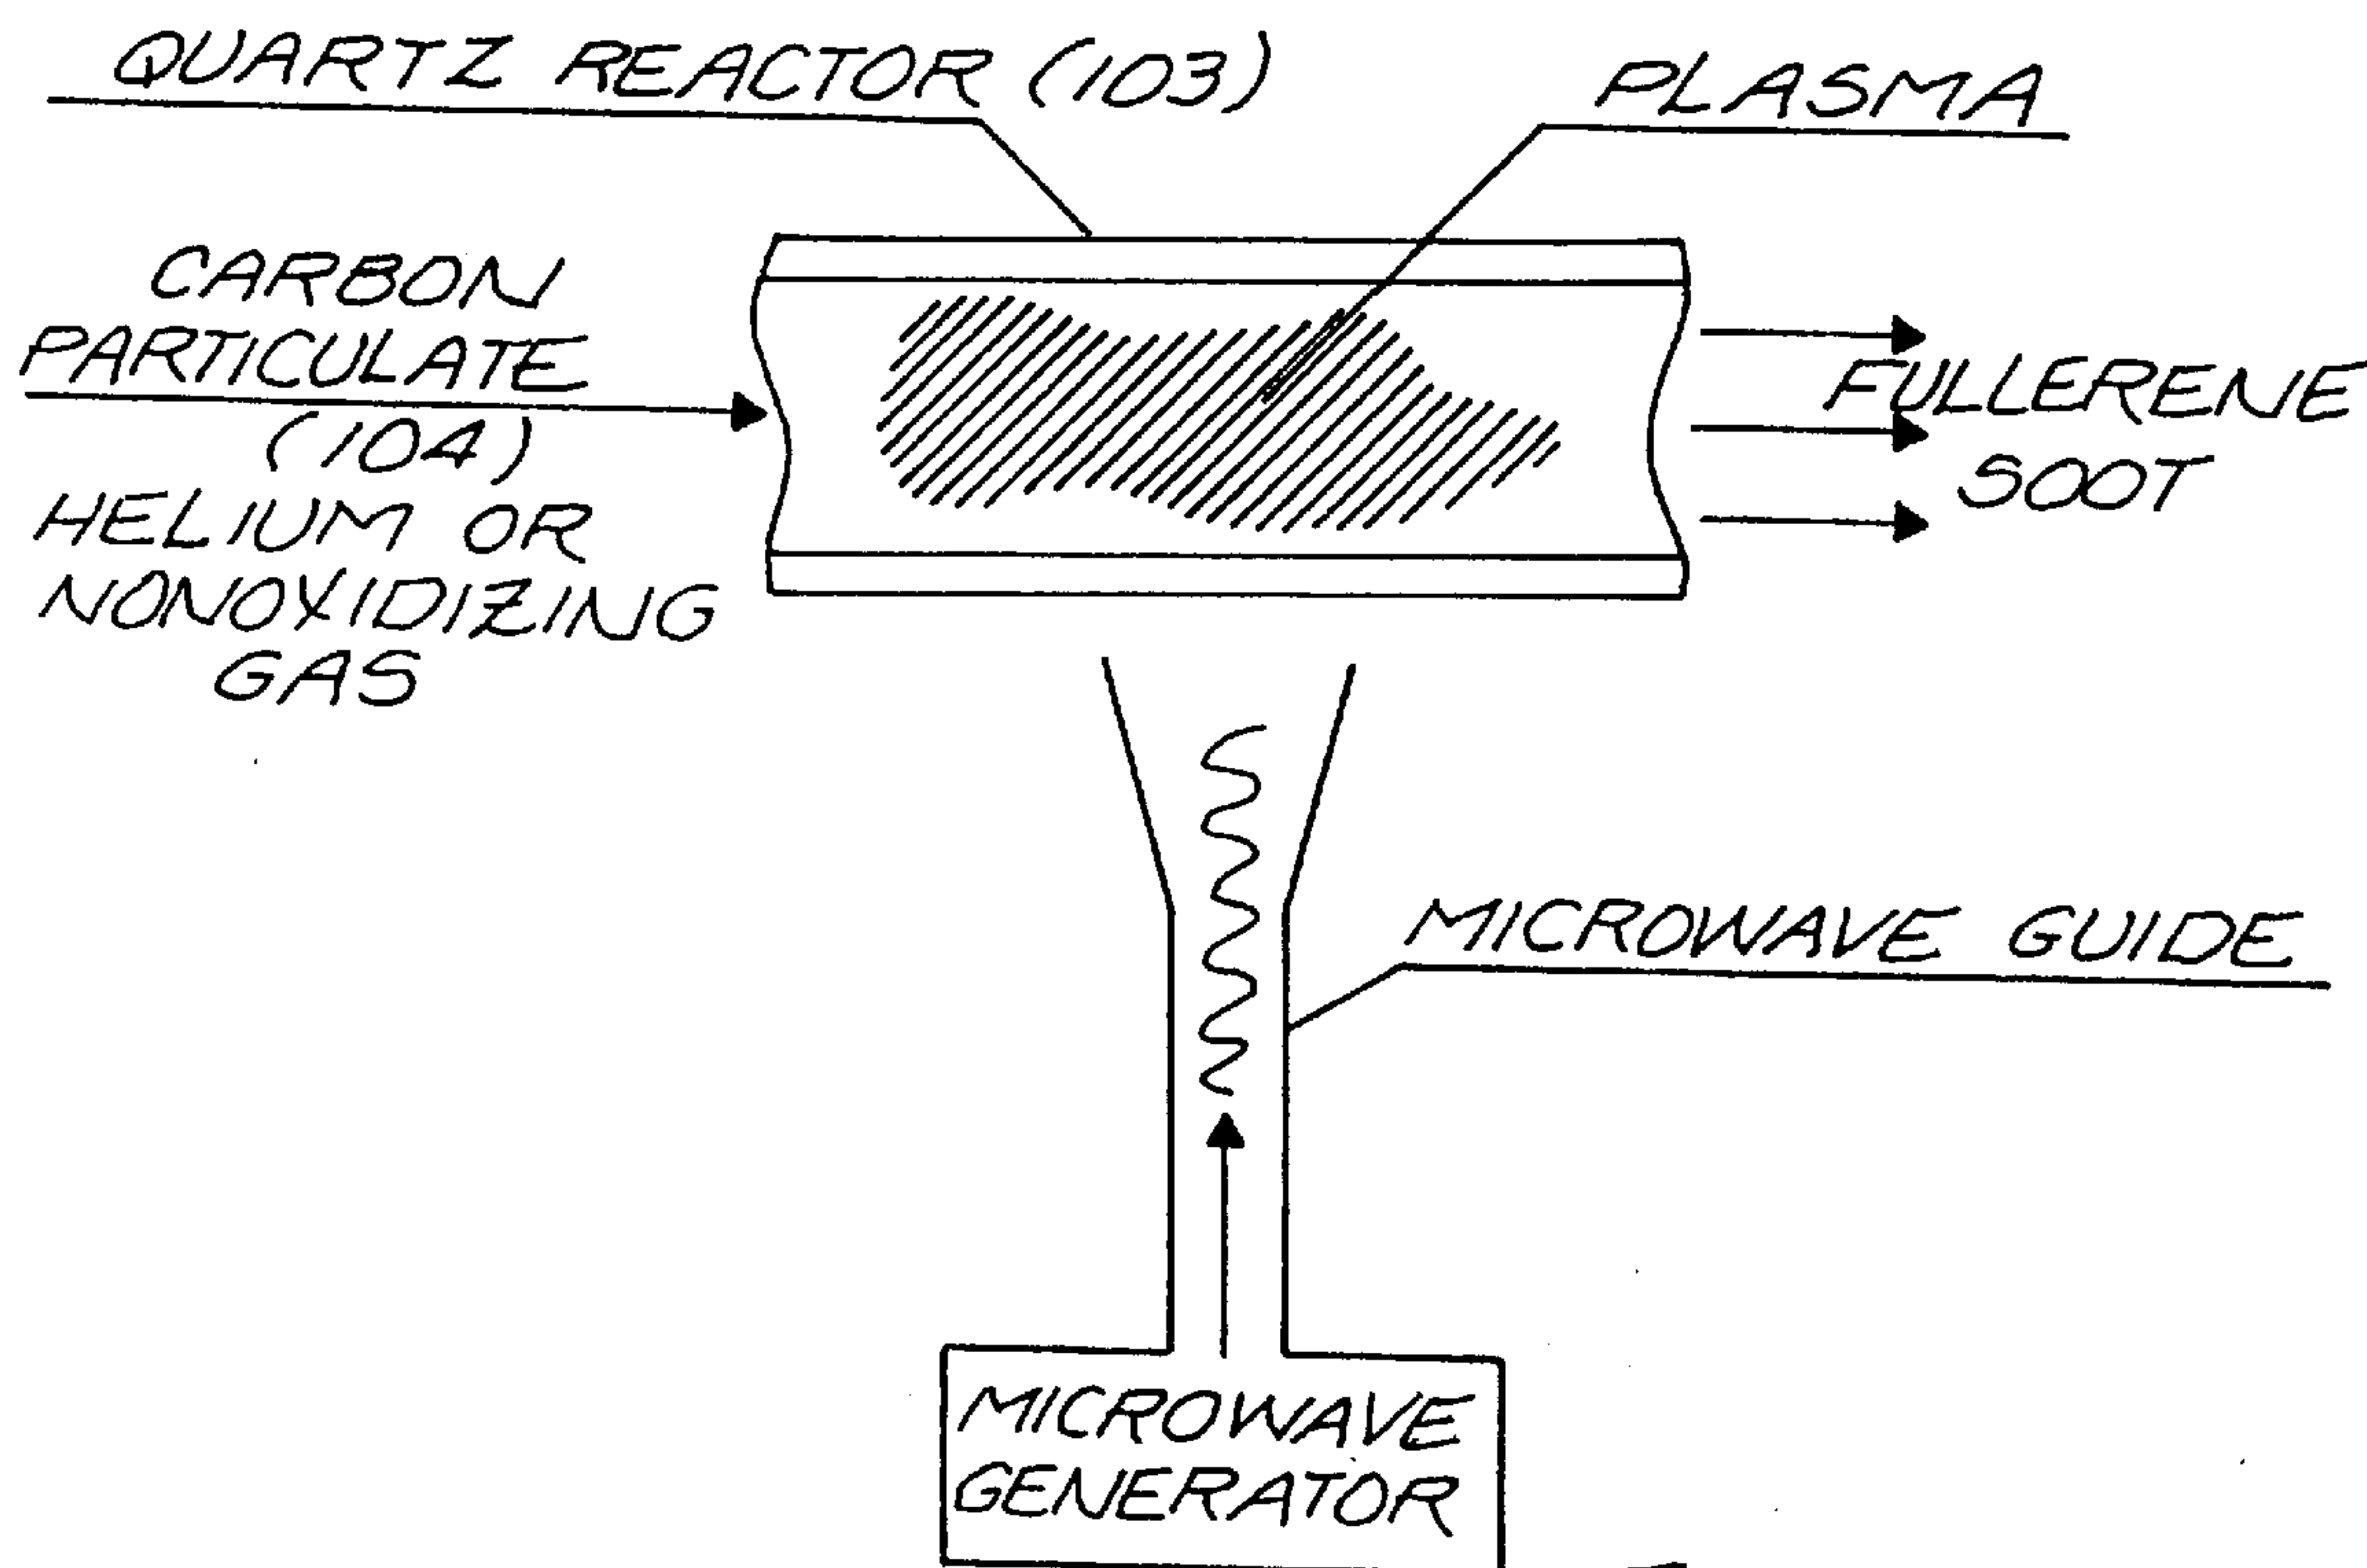 QUARTZ REACTOR (103)
PLASMA
CARBON
PARTICULATE
(104)
HELIUM OR
NONOXIDIZING
GAS
FULLERENE
SOOT
MICROWAVE GUIDE
MICROWAVE
GENERATOR